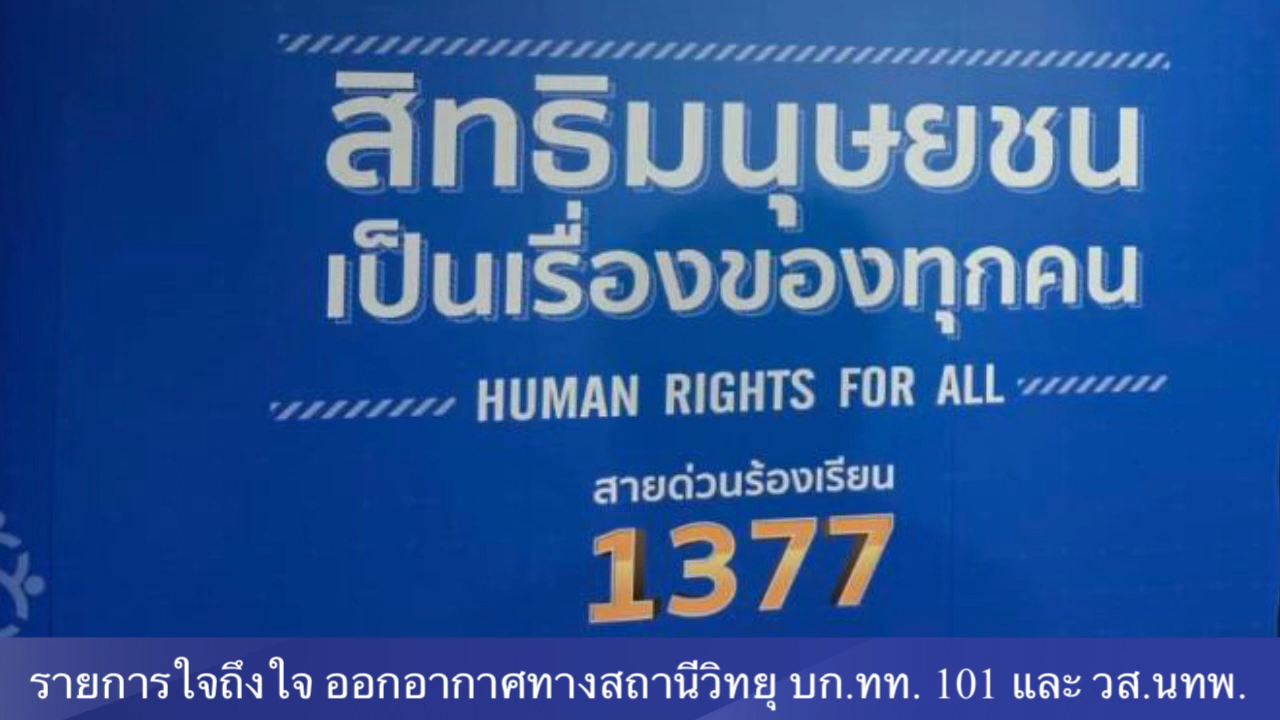 สิทธิมนุษยชน
เป็นเรื่องของทุกคน
HUMAN RIGHTS FOR ALL
สายด่วนร้องเรียน
1377
รายการใจถึงใจ ออกอากาศทางสถานีวิทยุ บก.ทท. 101 และ วส.นทพ.